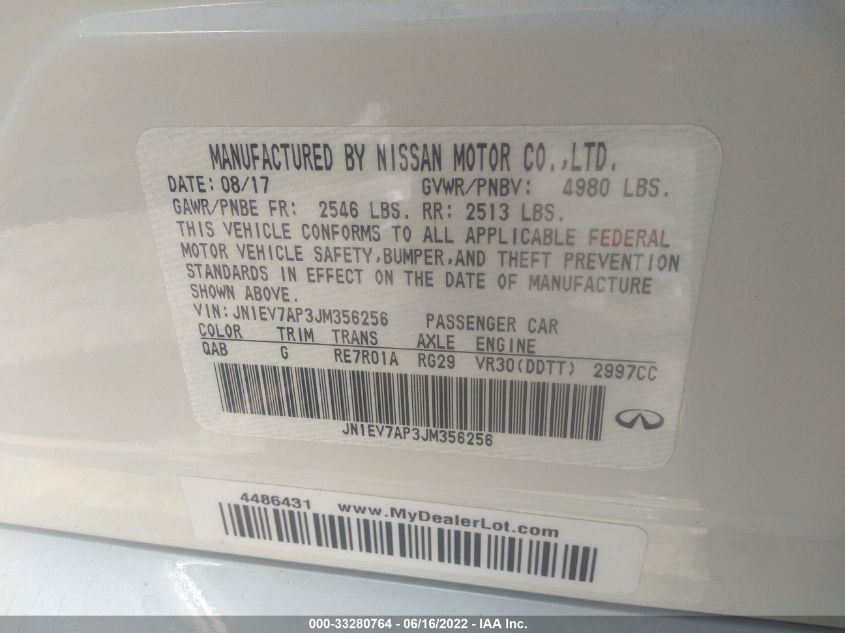 MANUFACTURED BY NISSAN MOTOR CO.,LTD.
DATE: 08/17 GVWR/PNBV: 4980 LBS.
GAWR/PNBE FR: 2546 LBS. RR: 2513 LBS.
THIS VEHICLE CONFORMS TO ALL APPLICABLE FEDERAL
MOTOR VEHICLE SAFETY,BUMPER,AND THEFT PREVENTION
STANDARDS IN EFFECT ON THE DATE OF MANUFACTURE
SHOWN ABOVE.
VIN: JN1EV7AP3JM356256 PASSENGER CAR
COLOR TRIM TRANS AXLE ENGINE
QAB G RE7R01A RG29 VR30(DDTT) 2997CC
JN1EV7AP3JM356256
4486431 www.MyDealerLot.com
000-33280764 - 06/16/2022 - IAA Inc.